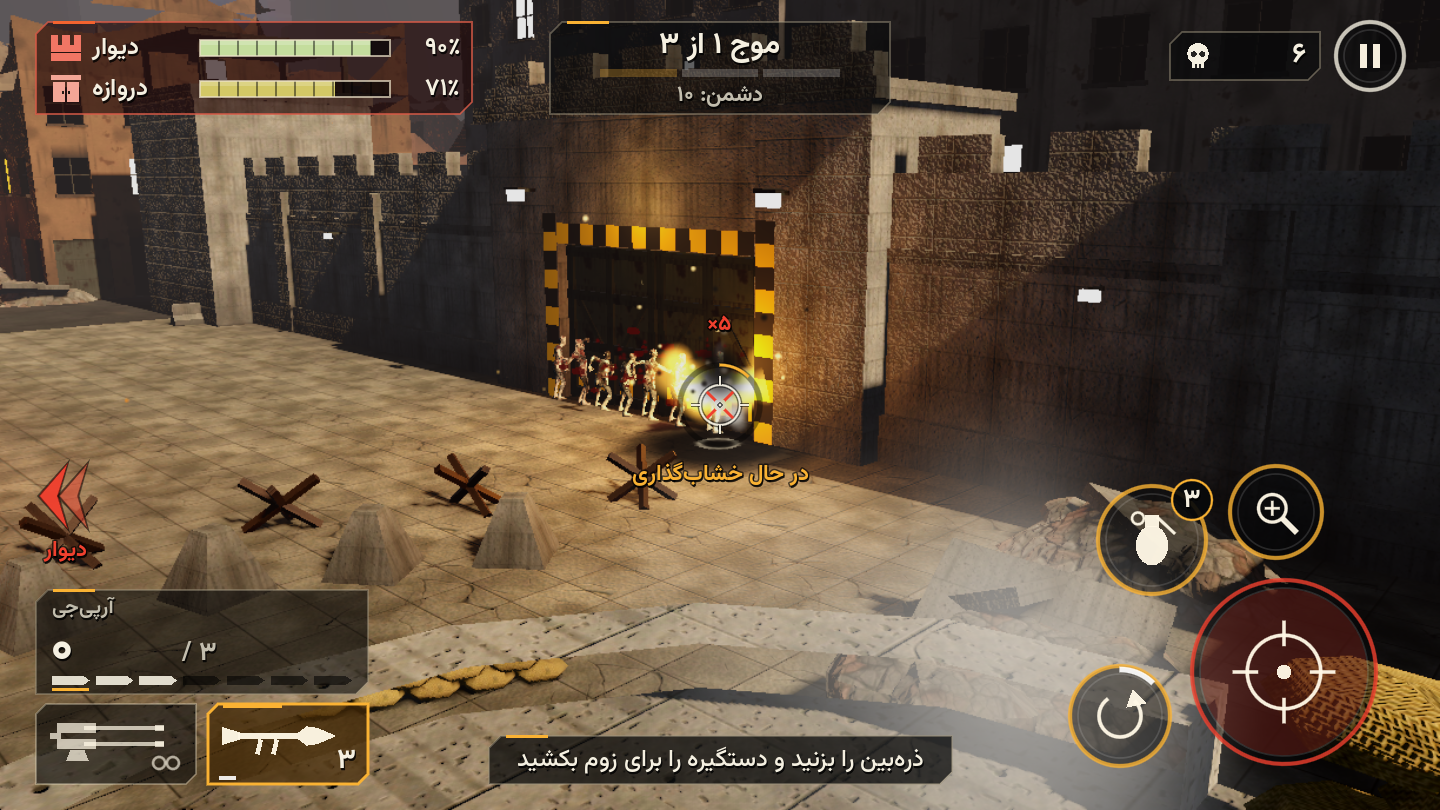 دیوار ۹۰٪
دروازه ۷۱٪
موج ۱ از ۳
دشمن: ۱۰
۶
×۵
در حال خشاب‌گذاری
دیوار
آرپی‌جی
۰ / ۳
∞
۳
۳
ذره‌بین را بزنید و دستگیره را برای زوم بکشید